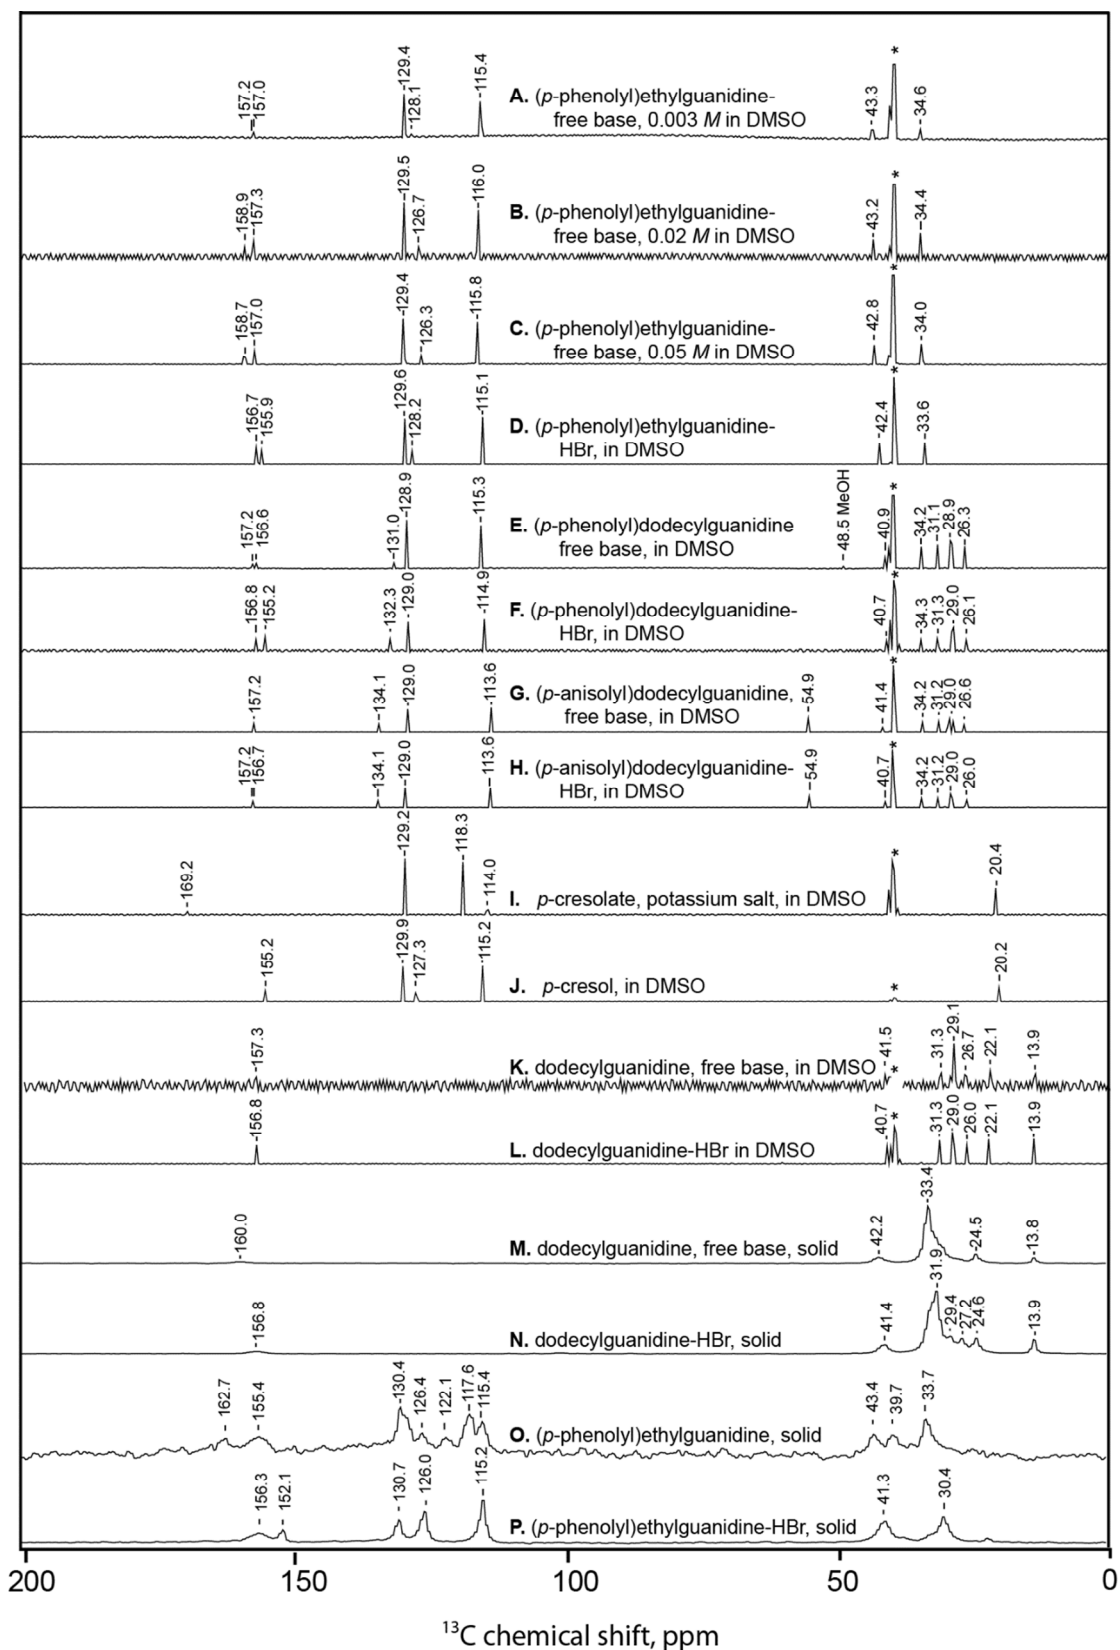 157.2 157.0 129.4 128.1 115.4 43.3 * 34.6
A. (p-phenolyl)ethylguanidine-
free base, 0.003 M in DMSO
158.9 157.3 129.5 126.7 116.0 43.2 * 34.4
B. (p-phenolyl)ethylguanidine-
free base, 0.02 M in DMSO
158.7 157.0 129.4 126.3 115.8 42.8 * 34.0
C. (p-phenolyl)ethylguanidine-
free base, 0.05 M in DMSO
156.7 155.9 129.6 128.2 115.1 42.4 * 33.6
D. (p-phenolyl)ethylguanidine-
HBr, in DMSO
157.2 156.6 131.0 128.9 115.3 48.5 MeOH 40.9 * 34.2 31.1 28.9 26.3
E. (p-phenolyl)dodecylguanidine
free base, in DMSO
156.8 155.2 132.3 129.0 114.9 40.7 * 34.3 31.3 29.0 26.1
F. (p-phenolyl)dodecylguanidine-
HBr, in DMSO
157.2 134.1 129.0 113.6 54.9 41.4 * 34.2 31.2 29.0 26.6
G. (p-anisolyl)dodecylguanidine,
free base, in DMSO
157.2 156.7 134.1 129.0 113.6 54.9 40.7 * 34.2 31.2 29.0 26.0
H. (p-anisolyl)dodecylguanidine-
HBr, in DMSO
169.2 129.2 118.3 114.0 * 20.4
I. p-cresolate, potassium salt, in DMSO
155.2 129.9 127.3 115.2 * 20.2
J. p-cresol, in DMSO
157.3 41.5 * 31.3 29.1 26.7 22.1 13.9
K. dodecylguanidine, free base, in DMSO
156.8 40.7 * 31.3 29.0 26.0 22.1 13.9
L. dodecylguanidine-HBr in DMSO
160.0 42.2 33.4 24.5 13.8
M. dodecylguanidine, free base, solid
156.8 41.4 31.9 29.4 27.2 24.6 13.9
N. dodecylguanidine-HBr, solid
162.7 155.4 130.4 126.4 122.1 117.6 115.4 43.4 39.7 33.7
O. (p-phenolyl)ethylguanidine, solid
156.3 152.1 130.7 126.0 115.2 41.3 30.4
P. (p-phenolyl)ethylguanidine-HBr, solid
200 150 100 50 0
13C chemical shift, ppm